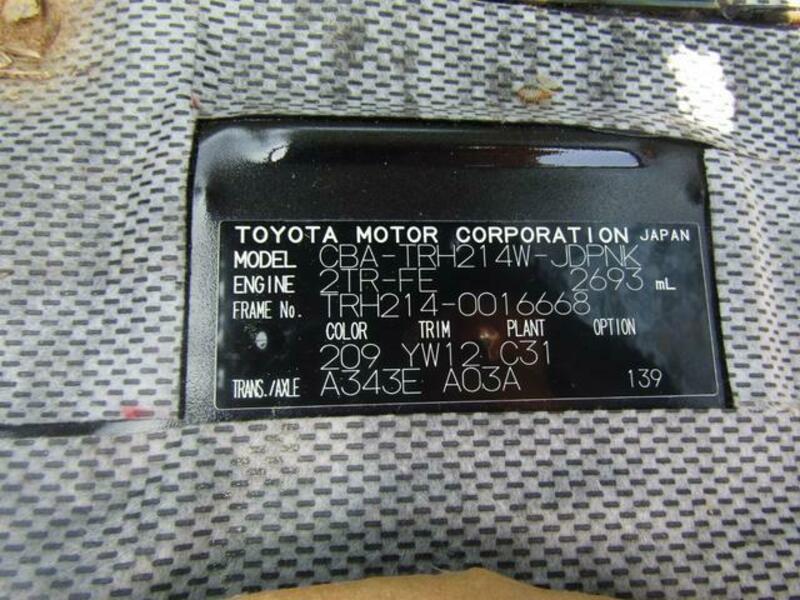 TOYOTA MOTOR CORPORATION JAPAN
MODEL CBA-TRH214W-JDPNK
ENGINE 2TR-FE 2693 mL
FRAME No. TRH214-0016668
COLOR TRIM PLANT OPTION
209 YW12 C31
TRANS./AXLE A343E A03A 139